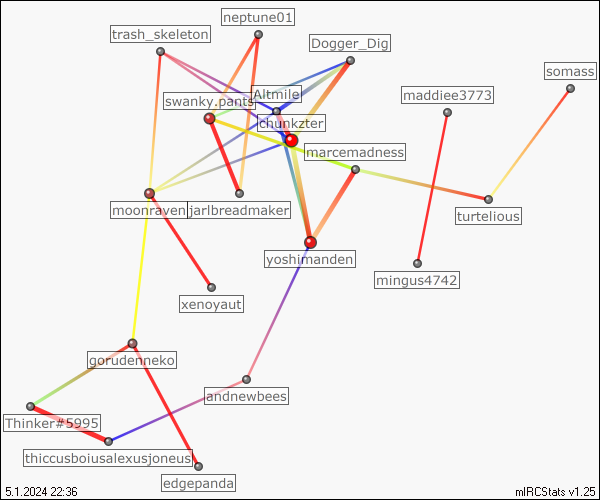 neptune01
trash_skeleton
Dogger_Dig
somass
maddiee3773
Altmile
swanky.pants
chunkzter
marcemadness
moonraven
jarlbreadmaker
turtelious
yoshimanden
mingus4742
xenoyaut
gorudenneko
andnewbees
Thinker#5995
thiccusboiusalexusjoneus
edgepanda
5.1.2024 22:36
mIRCStats v1.25